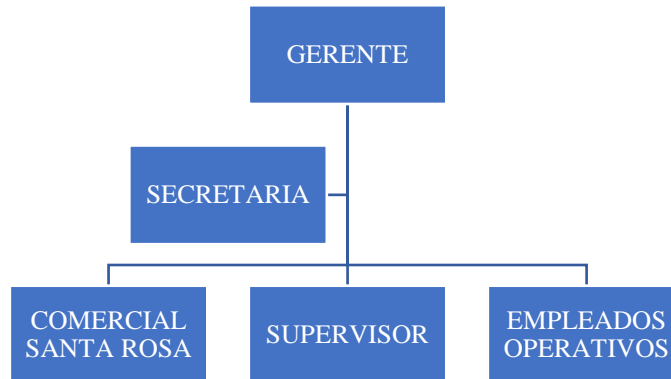 GERENTE
SECRETARIA
COMERCIAL
SANTA ROSA
SUPERVISOR
EMPLEADOS
OPERATIVOS